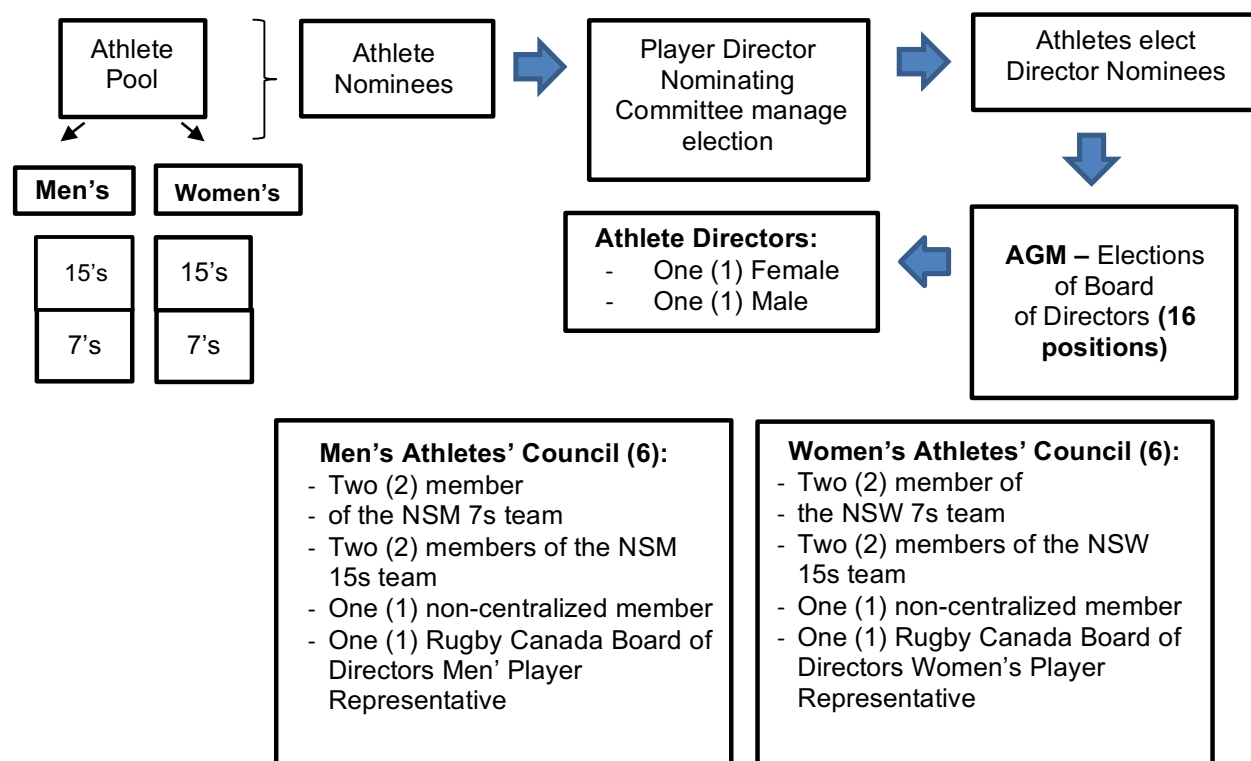 Athlete
Pool
Athlete
Nominees
Player Director
Nominating
Committee manage
election
Athletes elect
Director Nominees
Men’s
Women’s
15’s
15’s
7’s
7’s
Athlete Directors:
- One (1) Female
- One (1) Male
AGM – Elections
of Board
of Directors (16
positions)
Men’s Athletes’ Council (6):
- Two (2) member
- of the NSM 7s team
- Two (2) members of the NSM
15s team
- One (1) non-centralized member
- One (1) Rugby Canada Board of
Directors Men’ Player
Representative
Women’s Athletes’ Council (6):
- Two (2) member of
- the NSW 7s team
- Two (2) members of the NSW
15s team
- One (1) non-centralized member
- One (1) Rugby Canada Board of
Directors Women’s Player
Representative